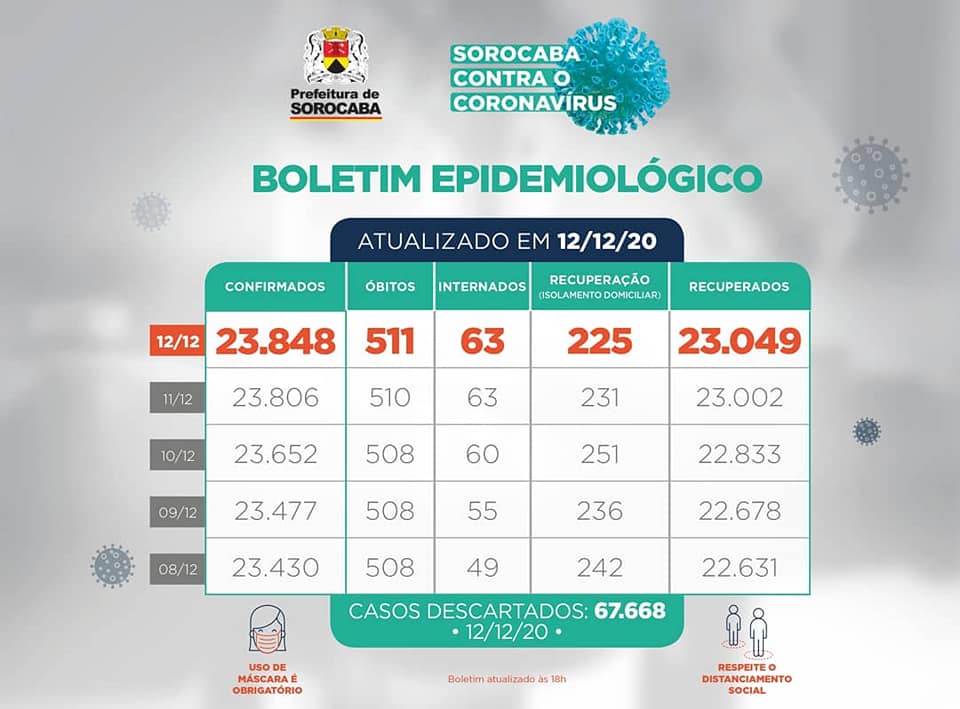 Prefeitura de
SOROCABA
SOROCABA
CONTRA O
CORONAVÍRUS
BOLETIM EPIDEMIOLÓGICO
ATUALIZADO EM 12/12/20
CONFIRMADOS ÓBITOS INTERNADOS RECUPERAÇÃO (ISOLAMENTO DOMICILIAR) RECUPERADOS
12/12 23.848 511 63 225 23.049
11/12 23.806 510 63 231 23.002
10/12 23.652 508 60 251 22.833
09/12 23.477 508 55 236 22.678
08/12 23.430 508 49 242 22.631
CASOS DESCARTADOS: 67.668
• 12/12/20 •
USO DE
MÁSCARA É
OBRIGATÓRIO
Boletim atualizado às 18h
RESPEITE O
DISTANCIAMENTO
SOCIAL